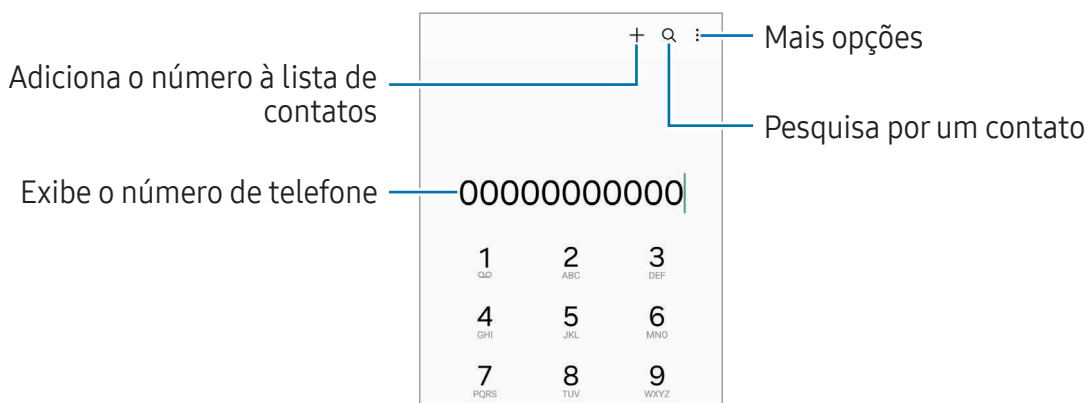 Mais opções
Adiciona o número à lista de
contatos
Pesquisa por um contato
Exibe o número de telefone
00000000000
1 2 3
ABC DEF
4 5 6
GHI JKL MNO
7 8 9
PQRS TUV WXYZ